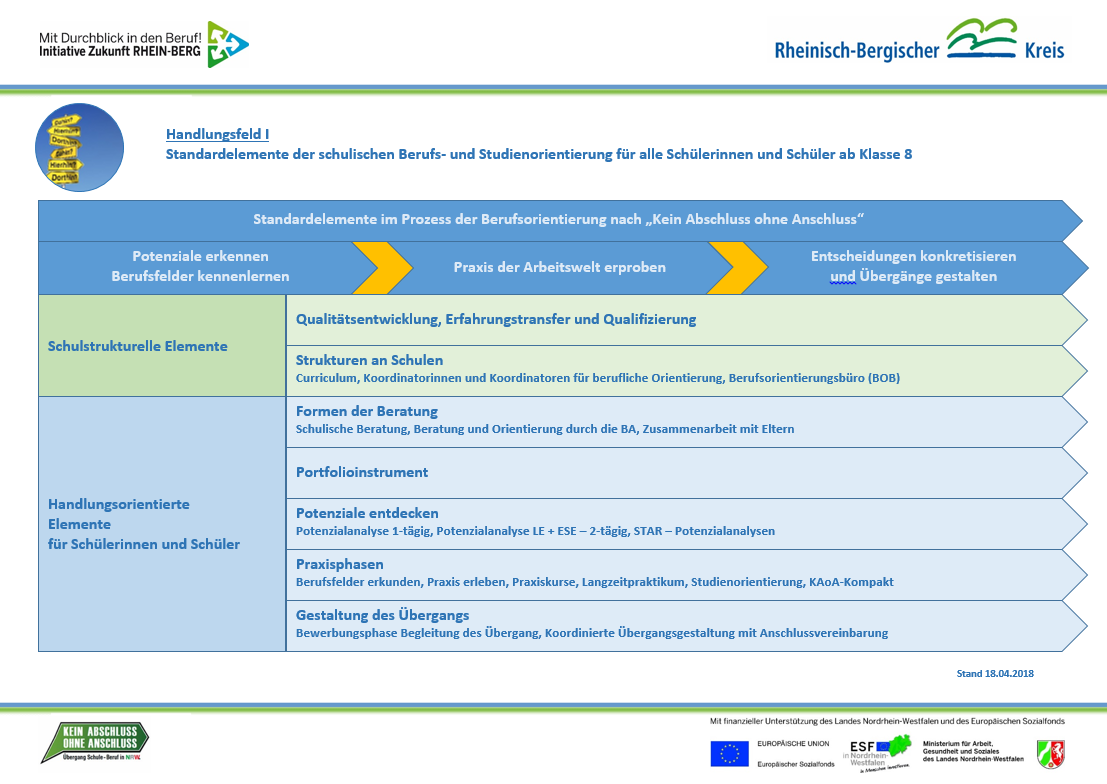 Mit Durchblick in den Beruf!
Initiative Zukunft RHEIN-BERG
Rheinisch-Bergischer Kreis
Handlungsfeld I
Standardelemente der schulischen Berufs- und Studienorientierung für alle Schülerinnen und Schüler ab Klasse 8
Standardelemente im Prozess der Berufsorientierung nach „Kein Abschluss ohne Anschluss“
Potenziale erkennen
Berufsfelder kennenlernen
Praxis der Arbeitswelt erproben
Entscheidungen konkretisieren
und Übergänge gestalten
Schulstrukturelle Elemente
Qualitätsentwicklung, Erfahrungstransfer und Qualifizierung
Strukturen an Schulen
Curriculum, Koordinatorinnen und Koordinatoren für berufliche Orientierung, Berufsorientierungsbüro (BOB)
Handlungsorientierte
Elemente
für Schülerinnen und Schüler
Formen der Beratung
Schulische Beratung, Beratung und Orientierung durch die BA, Zusammenarbeit mit Eltern
Portfolioinstrument
Potenziale entdecken
Potenzialanalyse 1-tägig, Potenzialanalyse LE + ESE – 2-tägig, STAR – Potenzialanalysen
Praxisphasen
Berufsfelder erkunden, Praxis erleben, Praxiskurse, Langzeitpraktikum, Studienorientierung, KAoA-Kompakt
Gestaltung des Übergangs
Bewerbungsphase Begleitung des Übergang, Koordinierte Übergangsgestaltung mit Anschlussvereinbarung
Stand 18.04.2018
KEIN ABSCHLUSS
OHNE ANSCHLUSS
Übergang Schule - Beruf in NRW.
Mit finanzieller Unterstützung des Landes Nordrhein-Westfalen und des Europäischen Sozialfonds
EUROPÄISCHE UNION
Europäischer Sozialfonds
ESF
in Nordrhein-
Westfalen
in Menschen investieren
Ministerium für Arbeit,
Gesundheit und Soziales
des Landes Nordrhein-Westfalen